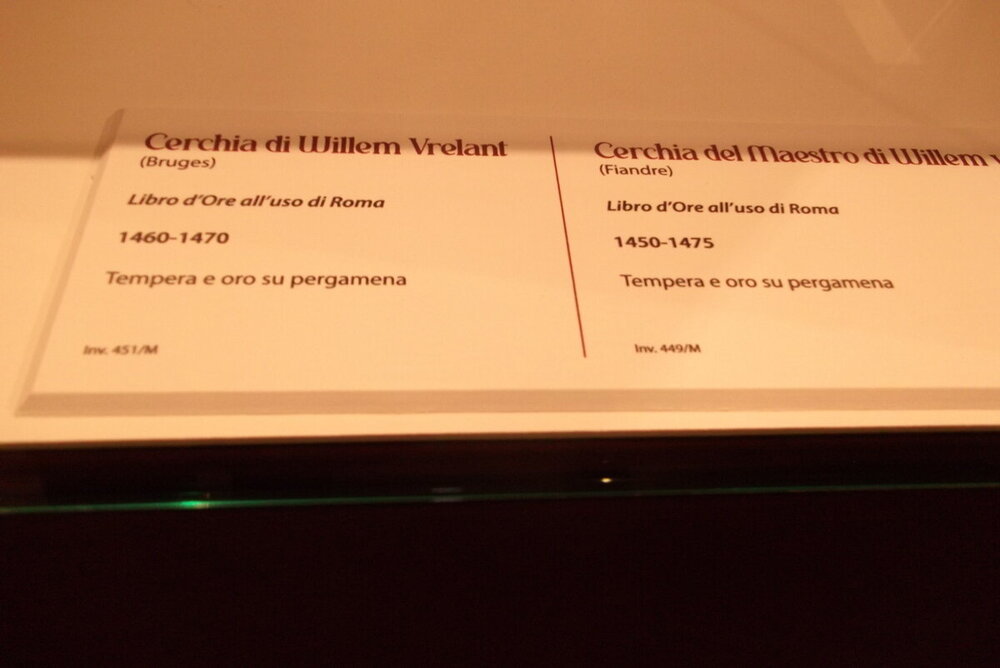 Cerchia di Willem Vrelant
(Bruges)
Libro d'Ore all'uso di Roma
1460-1470
Tempera e oro su pergamena
Inv. 451/M
Cerchia del Maestro di Willem
(Fiandre)
Libro d'Ore all'uso di Roma
1450-1475
Tempera e oro su pergamena
Inv. 449/M